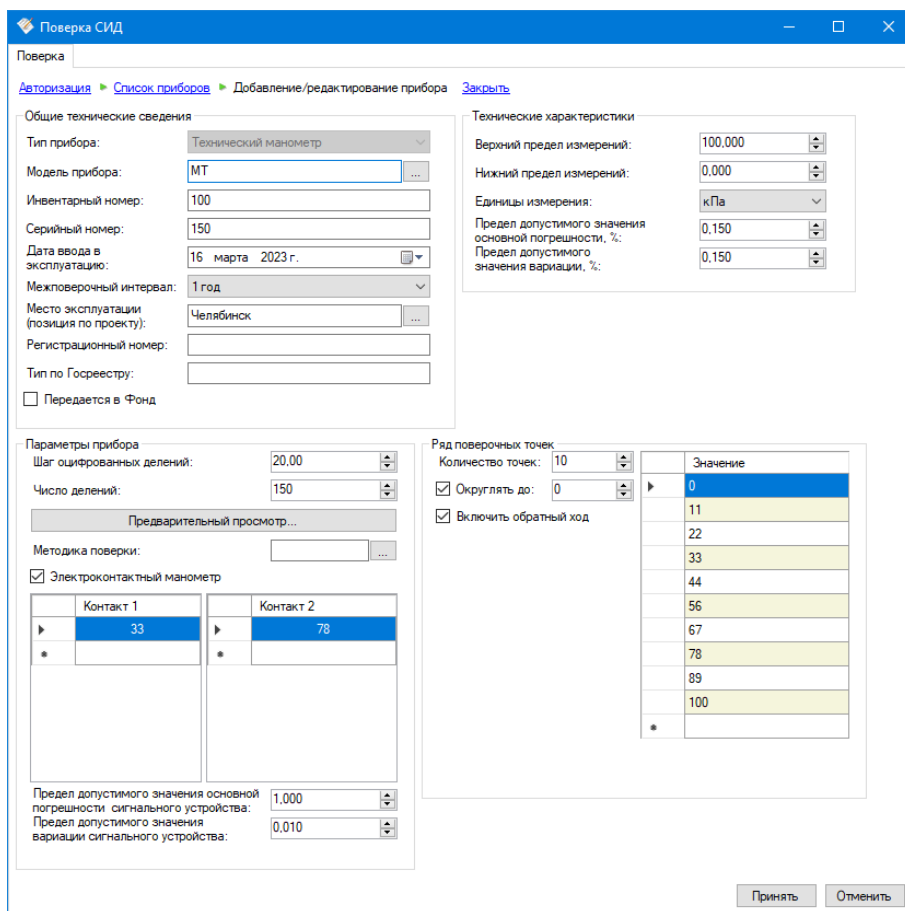 Поверка СИД
Поверка
Авторизация Список приборов Добавление/редактирование прибора Закрыть
Общие технические сведения
Тип прибора: Технический манометр
Модель прибора: МТ ...
Инвентарный номер: 100
Серийный номер: 150
Дата ввода в
эксплуатацию: 16 марта 2023 г.
Межповерочный интервал: 1 год
Место эксплуатации
(позиция по проекту): Челябинск ...
Регистрационный номер:
Тип по Госреестру:
Передается в Фонд
Технические характеристики
Верхний предел измерений: 100,000
Нижний предел измерений: 0,000
Единицы измерения: кПа
Предел допустимого значения
основной погрешности, %: 0,150
Предел допустимого
значения вариации, %: 0,150
Параметры прибора
Шаг оцифрованных делений: 20,00
Число делений: 150
Предварительный просмотр...
Методика поверки: ...
Электроконтактный манометр
Контакт 1 Контакт 2
33 78
Предел допустимого значения основной
погрешности сигнального устройства: 1,000
Предел допустимого значения
вариации сигнального устройства: 0,010
Ряд поверочных точек
Количество точек: 10
Округлять до: 0
Включить обратный ход
Значение
0
11
22
33
44
56
67
78
89
100
Принять Отменить